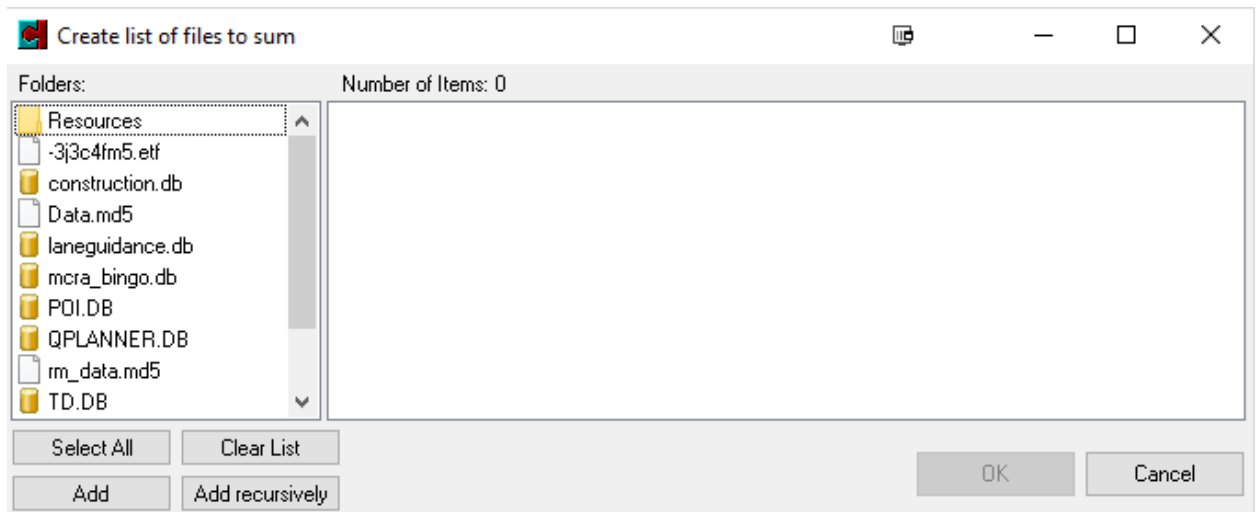 Create list of files to sum
Folders: Number of Items: 0
Resources
-3j3c4fm5.etf
construction.db
Data.md5
laneguidance.db
mcra_bingo.db
POI.DB
QPLANNER.DB
rm_data.md5
TD.DB
Select All Clear List
OK Cancel
Add Add recursively